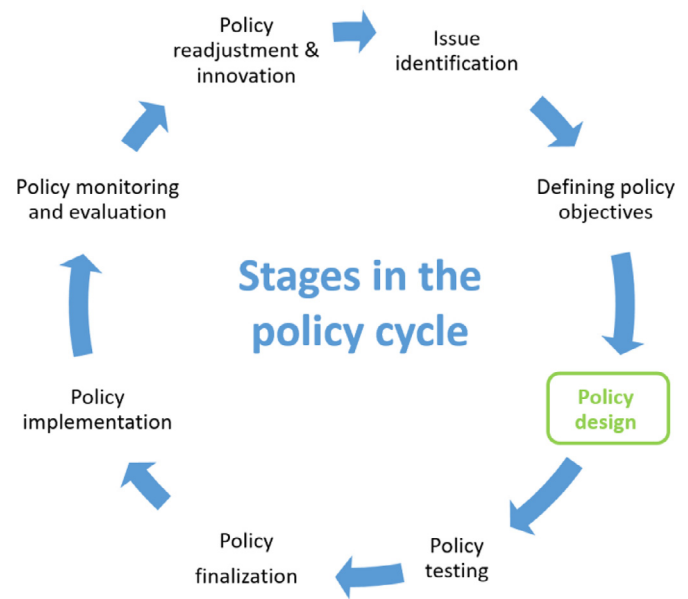 Policy
readjustment &
innovation
Issue
identification
Defining policy
objectives
Policy
design
Policy
testing
Policy
finalization
Policy
implementation
Policy monitoring
and evaluation
Stages in the
policy cycle